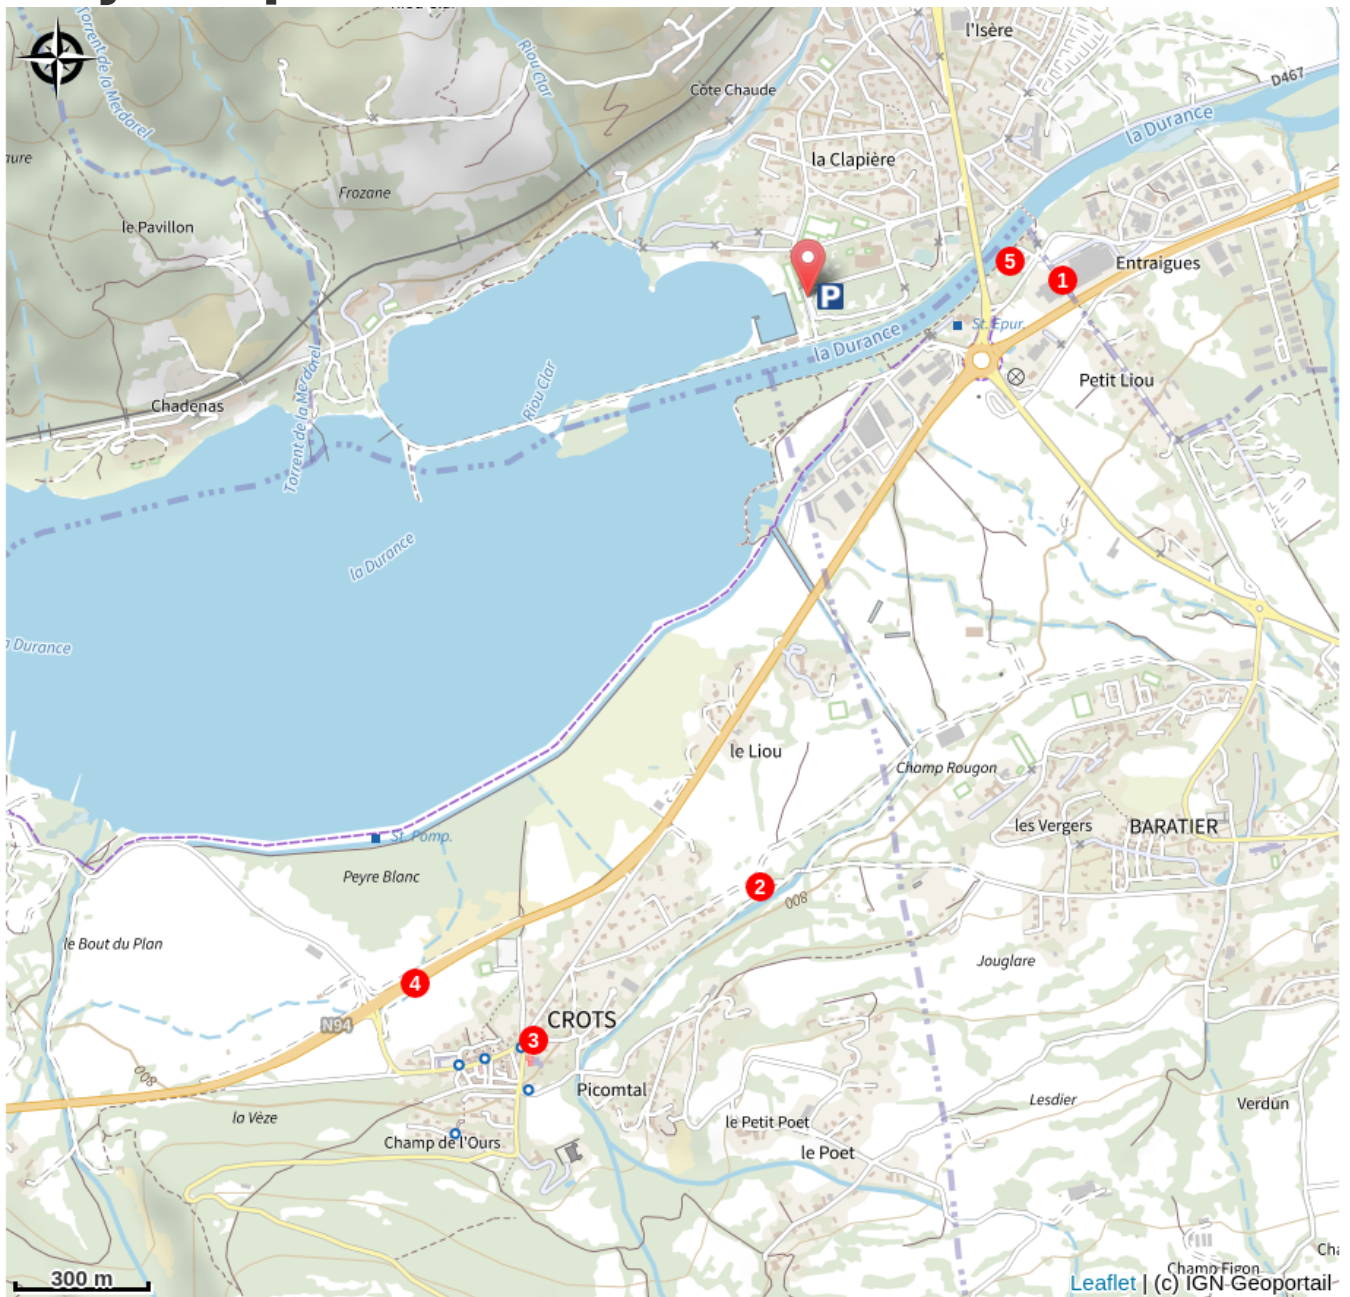 l'Isère
Torrent de la Merdarel
Riou Clar
D467
Côte Chaude
la Durance
la Clapière
Frozane
le Pavillon
P
5
1
Entraigues
St. Epur.
la Durance
Petit Liou
Riou Clar
Torrent de la Merdarel
Chadenas
la Durance
a Durance
le Liou
Champ Rougon
les Vergers
BARATIER
St. Pomp.
Peyre Blanc
2
800
le Bout du Plan
Jouglare
4
N94
CROTS
3
800
Picomtal
Lesdier
Verdun
la Vèze
le Petit Poet
Champ de l'Ours
le Poet
Champ Figon
300 m
Leaflet | (c) IGN Geoportail